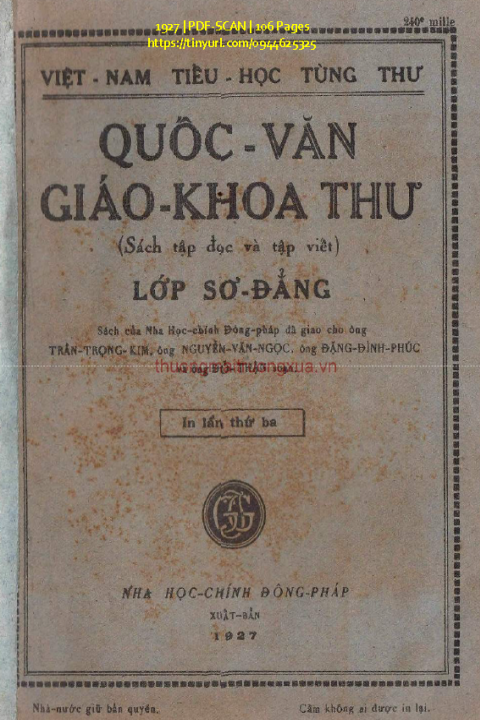 1927 | PDF-SCAN | 106 Pages
https://tinyurl.com/0944625325
240e mille
VIỆT - NAM TIỂU - HỌC TÙNG THƯ
QUỐC - VĂN
GIÁO-KHOA THƯ
(Sách tập đọc và tập viết)
LỚP SƠ-ĐẲNG
Sách của Nha Học-chính Đông-pháp đã giao cho ông
TRẦN-TRỌNG-KIM, ông NGUYỄN-VĂN-NGỌC, ông ĐẶNG-ĐÌNH-PHÚC
In lần thứ ba
NHA HỌC-CHÍNH ĐÔNG-PHÁP
XUẤT-BẢN
1927
Nhà-nước giữ bản quyền.
Cấm không ai được in lại.